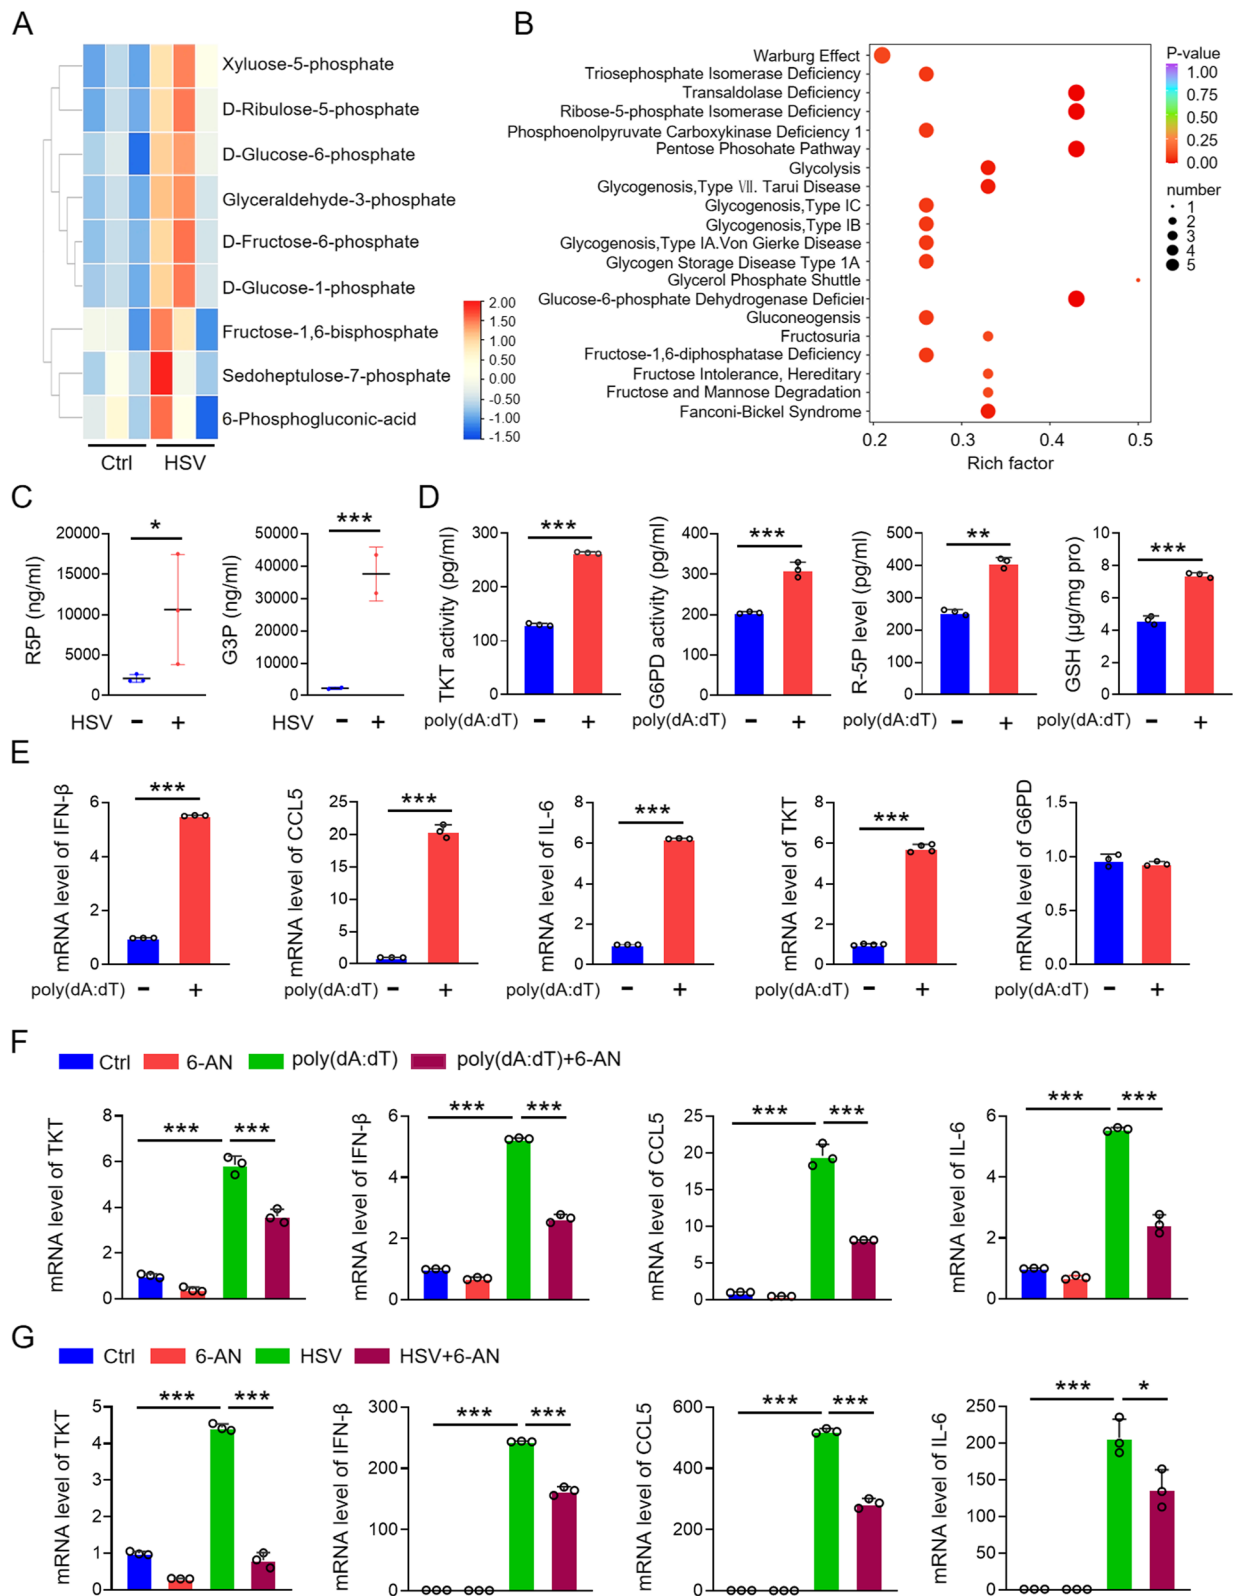 A
Xyluose-5-phosphate
D-Ribulose-5-phosphate
D-Glucose-6-phosphate
Glyceraldehyde-3-phosphate
D-Fructose-6-phosphate
D-Glucose-1-phosphate
Fructose-1,6-bisphosphate
Sedoheptulose-7-phosphate
6-Phosphogluconic-acid
Ctrl HSV
2.00
1.50
1.00
0.50
0.00
-0.50
-1.00
-1.50
B
Warburg Effect
Triosephosphate Isomerase Deficiency
Transaldolase Deficiency
Ribose-5-phosphate Isomerase Deficiency
Phosphoenolpyruvate Carboxykinase Deficiency 1
Pentose Phosohate Pathway
Glycolysis
Glycogenosis,Type Ⅶ. Tarui Disease
Glycogenosis,Type IC
Glycogenosis,Type IB
Glycogenosis,Type IA.Von Gierke Disease
Glycogen Storage Disease Type 1A
Glycerol Phosphate Shuttle
Glucose-6-phosphate Dehydrogenase Deficier
Gluconeogensis
Fructosuria
Fructose-1,6-diphosphatase Deficiency
Fructose Intolerance, Hereditary
Fructose and Mannose Degradation
Fanconi-Bickel Syndrome
0.2 0.3 0.4 0.5
Rich factor
P-value
1.00
0.75
0.50
0.25
0.00
number
1
2
3
4
5
C
R5P (ng/ml)
20000
15000
10000
5000
0
*
HSV - +
G3P (ng/ml)
50000
40000
30000
20000
10000
0
***
HSV - +
D
TKT activity (pg/ml)
300
200
100
0
***
poly(dA:dT) - +
G6PD activity (pg/ml)
400
300
200
100
0
***
poly(dA:dT) - +
R-5P level (pg/ml)
500
400
300
200
100
0
**
poly(dA:dT) - +
GSH (μg/mg pro)
10
8
6
4
2
0
***
poly(dA:dT) - +
E
mRNA level of IFN-β
6
4
2
0
***
poly(dA:dT) - +
mRNA level of CCL5
25
20
15
10
5
0
***
poly(dA:dT) - +
mRNA level of IL-6
8
6
4
2
0
***
poly(dA:dT) - +
mRNA level of TKT
8
6
4
2
0
***
poly(dA:dT) - +
mRNA level of G6PD
1.5
1.0
0.5
0.0
poly(dA:dT) - +
F
Ctrl 6-AN poly(dA:dT) poly(dA:dT)+6-AN
mRNA level of TKT
8
6
4
2
0
*** ***
mRNA level of IFN-β
6
4
2
0
*** ***
mRNA level of CCL5
25
20
15
10
5
0
*** ***
mRNA level of IL-6
6
4
2
0
*** ***
G
Ctrl 6-AN HSV HSV+6-AN
mRNA level of TKT
5
4
3
2
1
0
*** ***
mRNA level of IFN-β
300
200
100
0
*** ***
mRNA level of CCL5
600
400
200
0
*** ***
mRNA level of IL-6
250
200
150
100
50
0
*** *